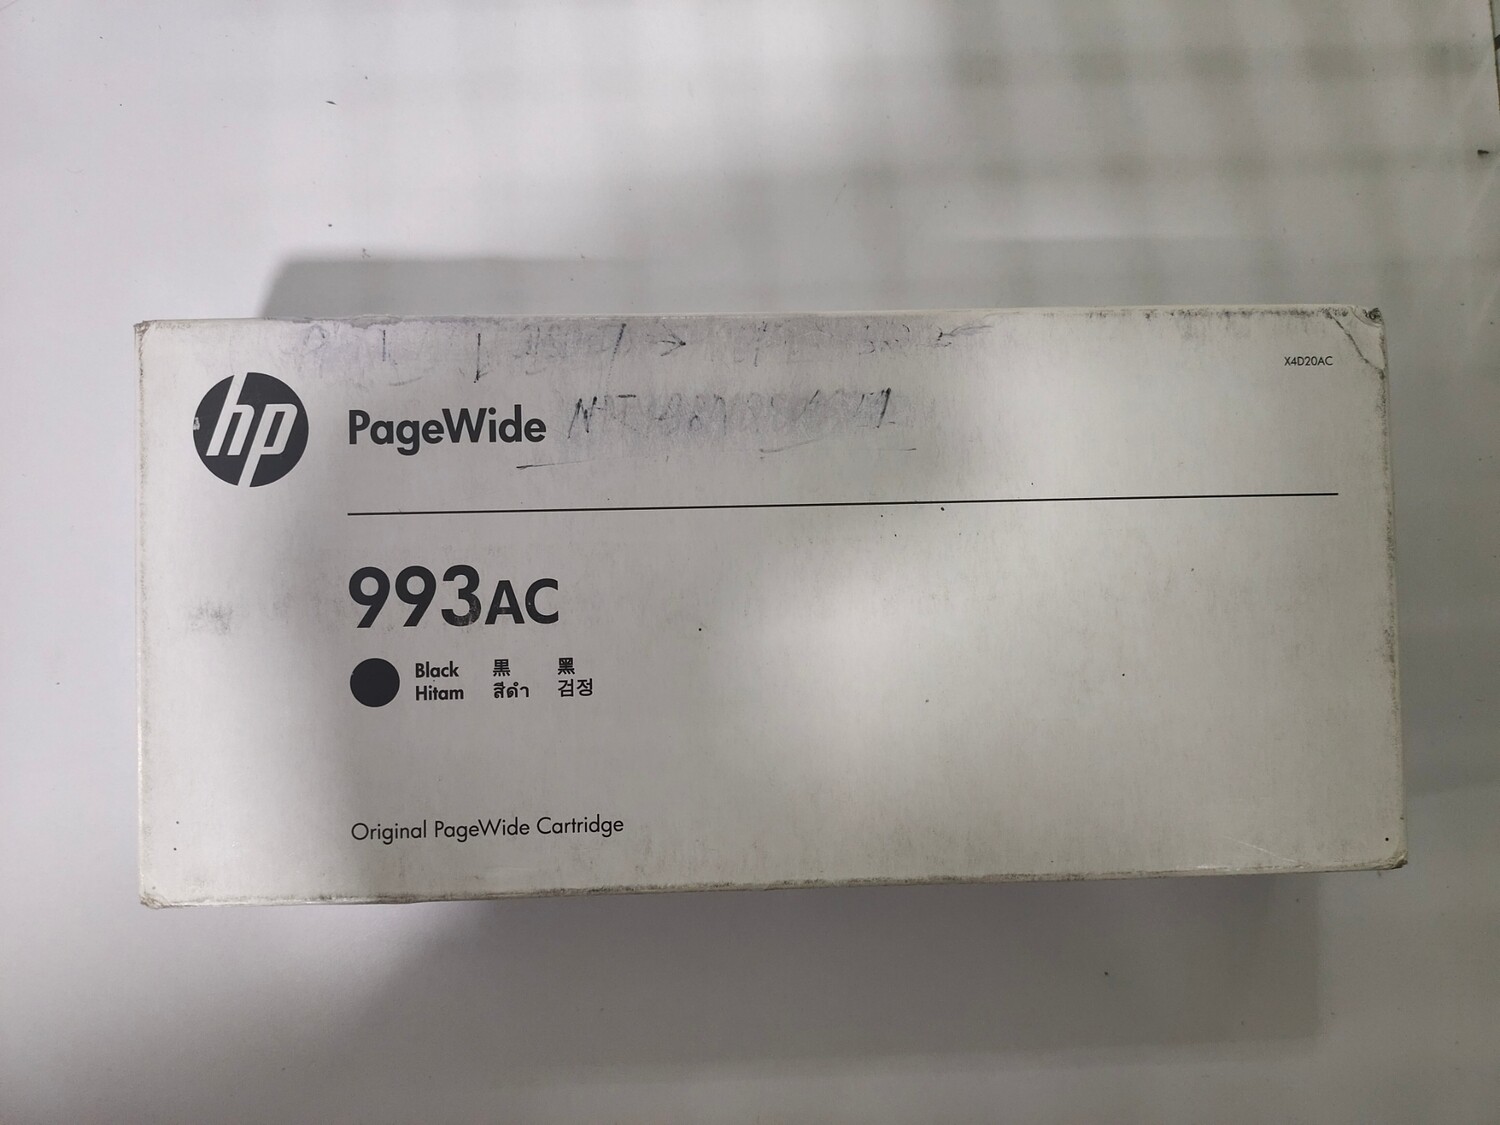 X4D20AC
hp
PageWide
993AC
Black 黒 黑
Hitam สีดำ 검정
Original PageWide Cartridge